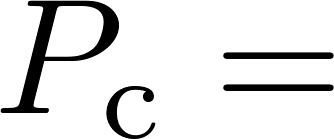 P_c =